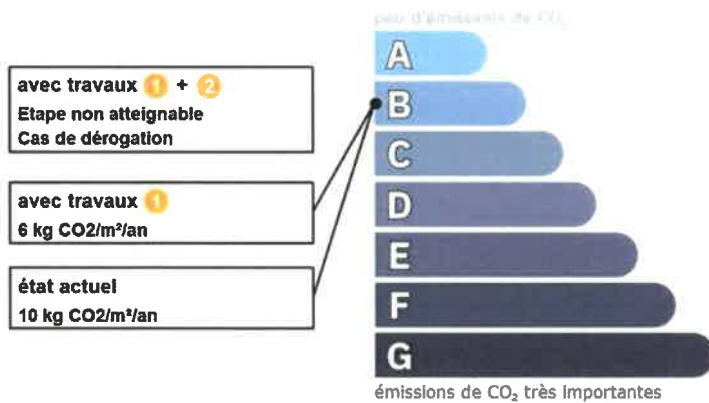 avec travaux 1 + 2
Etape non atteignable
Cas de dérogation
avec travaux 1
6 kg CO2/m²/an
état actuel
10 kg CO2/m²/an
peu d'émissions de CO₂
A
B
C
D
E
F
G
émissions de CO₂ très importantes